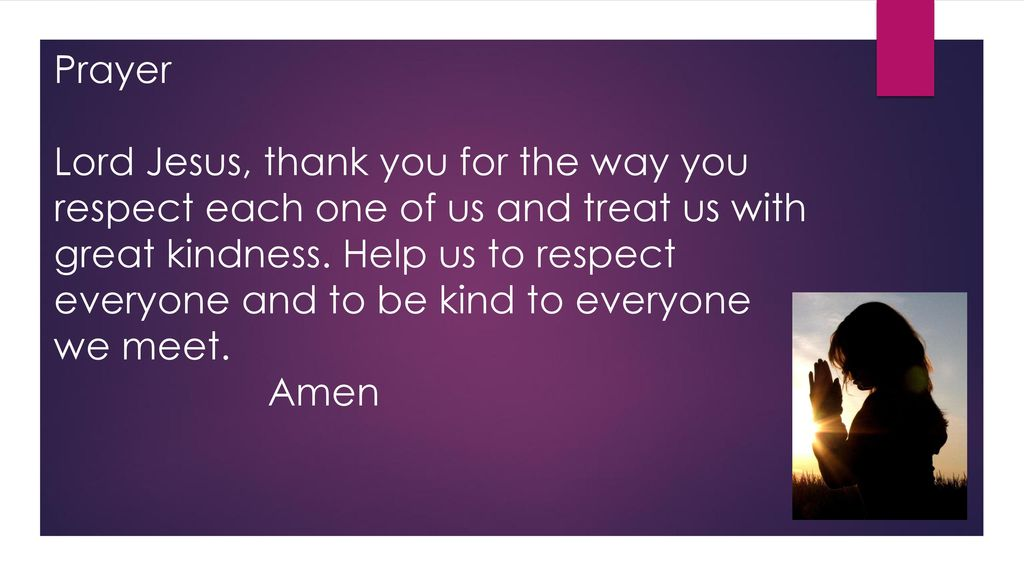 Prayer
Lord Jesus, thank you for the way you
respect each one of us and treat us with
great kindness. Help us to respect
everyone and to be kind to everyone
we meet.
Amen